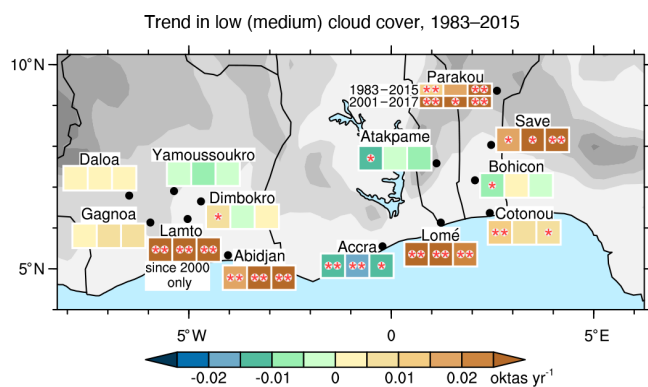 Trend in low (medium) cloud cover, 1983–2015
10°N
Parakou
1983–2015
2001–2017
Save
Atakpame
Daloa
Yamoussoukro
Bohicon
Dimbokro
Gagnoa
Cotonou
Lamto
Lomé
Accra
Abidjan
since 2000
only
5°N
5°W
0
5°E
-0.02
-0.01
0
0.01
0.02
oktas yr⁻¹